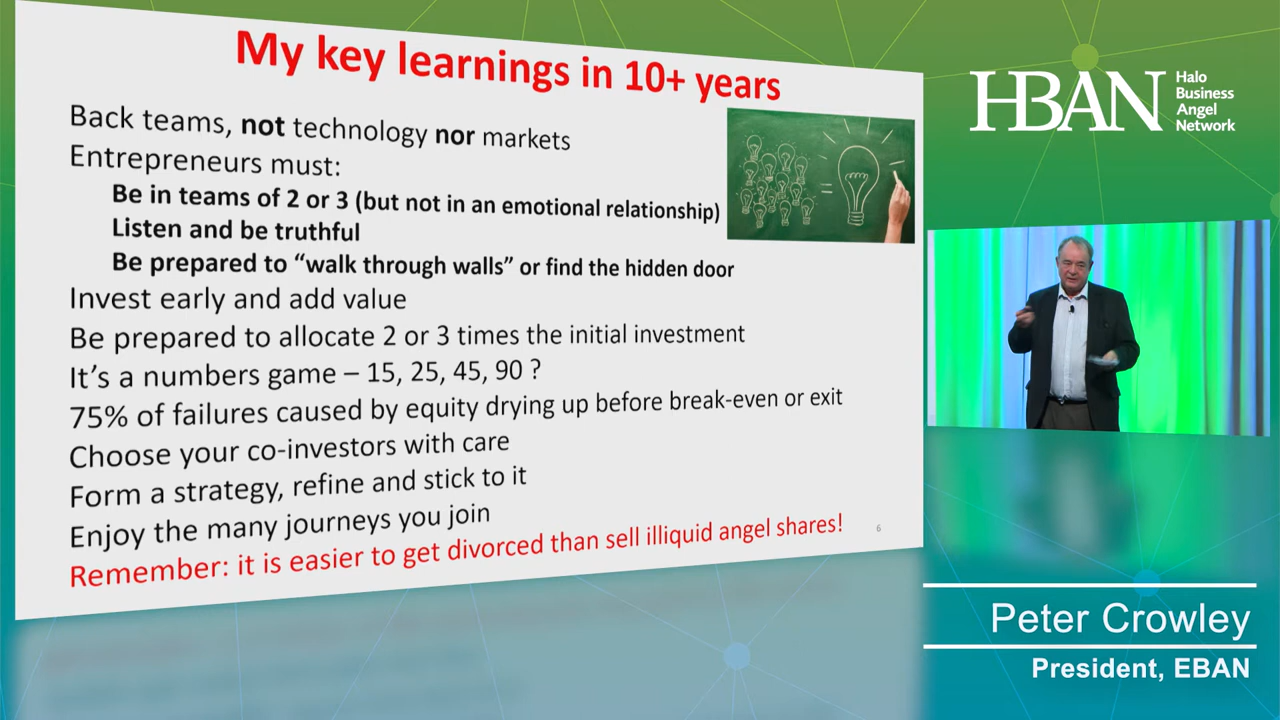 My key learnings in 10+ years
Back teams, not technology nor markets
Entrepreneurs must:
Be in teams of 2 or 3 (but not in an emotional relationship)
Listen and be truthful
Be prepared to “walk through walls” or find the hidden door
Invest early and add value
Be prepared to allocate 2 or 3 times the initial investment
It’s a numbers game – 15, 25, 45, 90 ?
75% of failures caused by equity drying up before break-even or exit
Choose your co-investors with care
Form a strategy, refine and stick to it
Enjoy the many journeys you join
Remember: it is easier to get divorced than sell illiquid angel shares!
6
HBAN
Halo
Business
Angel
Network
Peter Crowley
President, EBAN